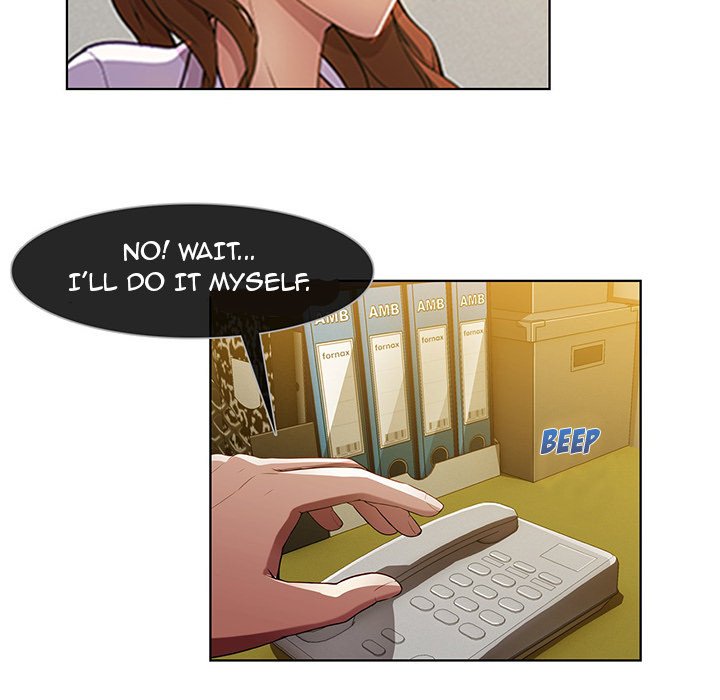 NO! WAIT...
I'LL DO IT MYSELF.
AMB
AMB
AMB
AMB
fornax
fornax
fornax
fornax
BEEP